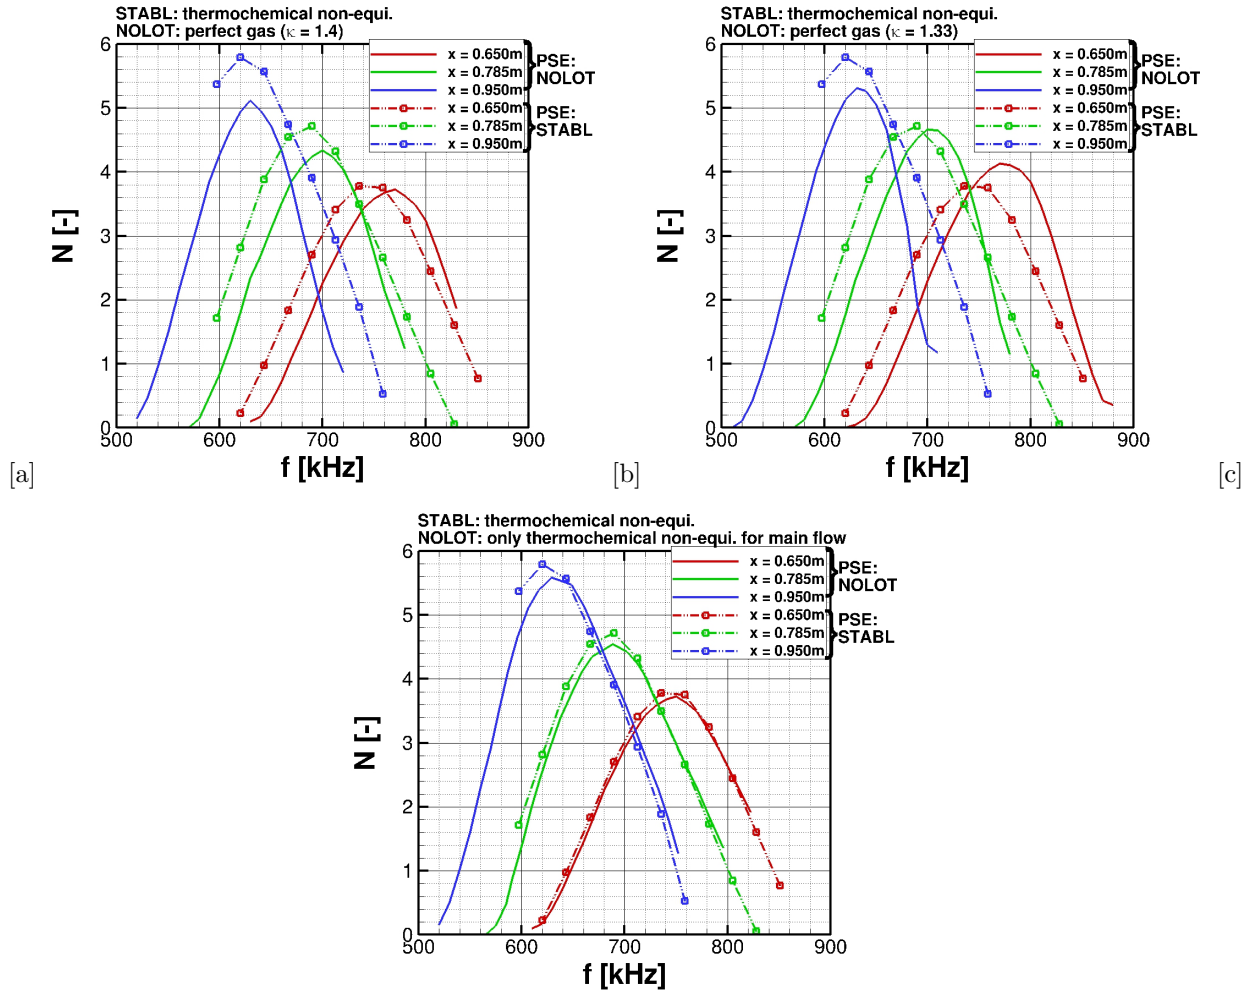 STABL: thermochemical non-equi.
NOLOT: perfect gas (κ = 1.4)
x = 0.650m
x = 0.785m
x = 0.950m
PSE:
NOLOT
x = 0.650m
x = 0.785m
x = 0.950m
PSE:
STABL
6
5
4
3
2
1
0
N [-]
500
600
700
800
900
f [kHz]
[a]
STABL: thermochemical non-equi.
NOLOT: perfect gas (κ = 1.33)
x = 0.650m
x = 0.785m
x = 0.950m
PSE:
NOLOT
x = 0.650m
x = 0.785m
x = 0.950m
PSE:
STABL
6
5
4
3
2
1
0
N [-]
500
600
700
800
900
f [kHz]
[b]
[c]
STABL: thermochemical non-equi.
NOLOT: only thermochemical non-equi. for main flow
x = 0.650m
x = 0.785m
x = 0.950m
PSE:
NOLOT
x = 0.650m
x = 0.785m
x = 0.950m
PSE:
STABL
6
5
4
3
2
1
0
N [-]
500
600
700
800
900
f [kHz]